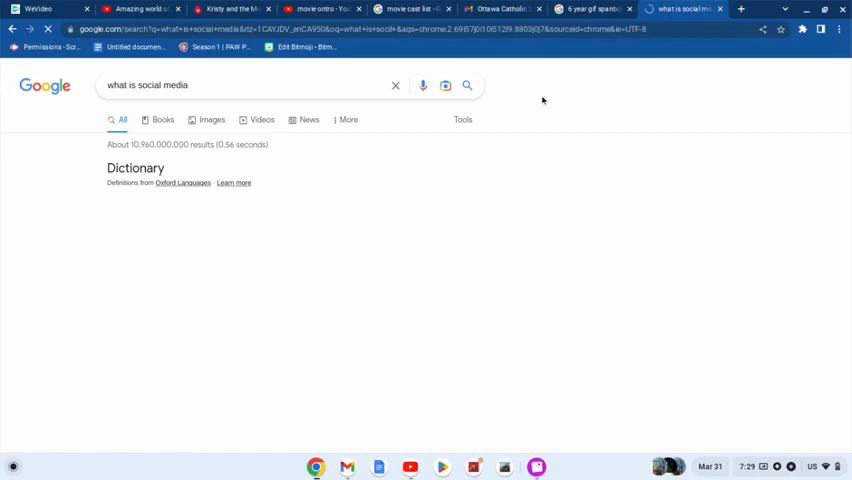 WeVideo
Amazing world of
Kristy and the Mi
movie ontro - You
movie cast list - G
Ottawa Catholic S
6 year gif spanb
what is social me
google.com/search?q=what+is+social+media&rlz=1CAYJDV_enCA950&oq=what+is+socil+&aqs=chrome.2.69i57j0i10i512l9.8803j0j7&sourceid=chrome&ie=UTF-8
Permissions - Scr...
Untitled documen...
Season 1 | PAW P...
Edit Bitmoji - Bitm...
Google
what is social media
All
Books
Images
Videos
News
More
Tools
About 10,960,000,000 results (0.56 seconds)
Dictionary
Definitions from Oxford Languages · Learn more
Mar 31
7:29
US